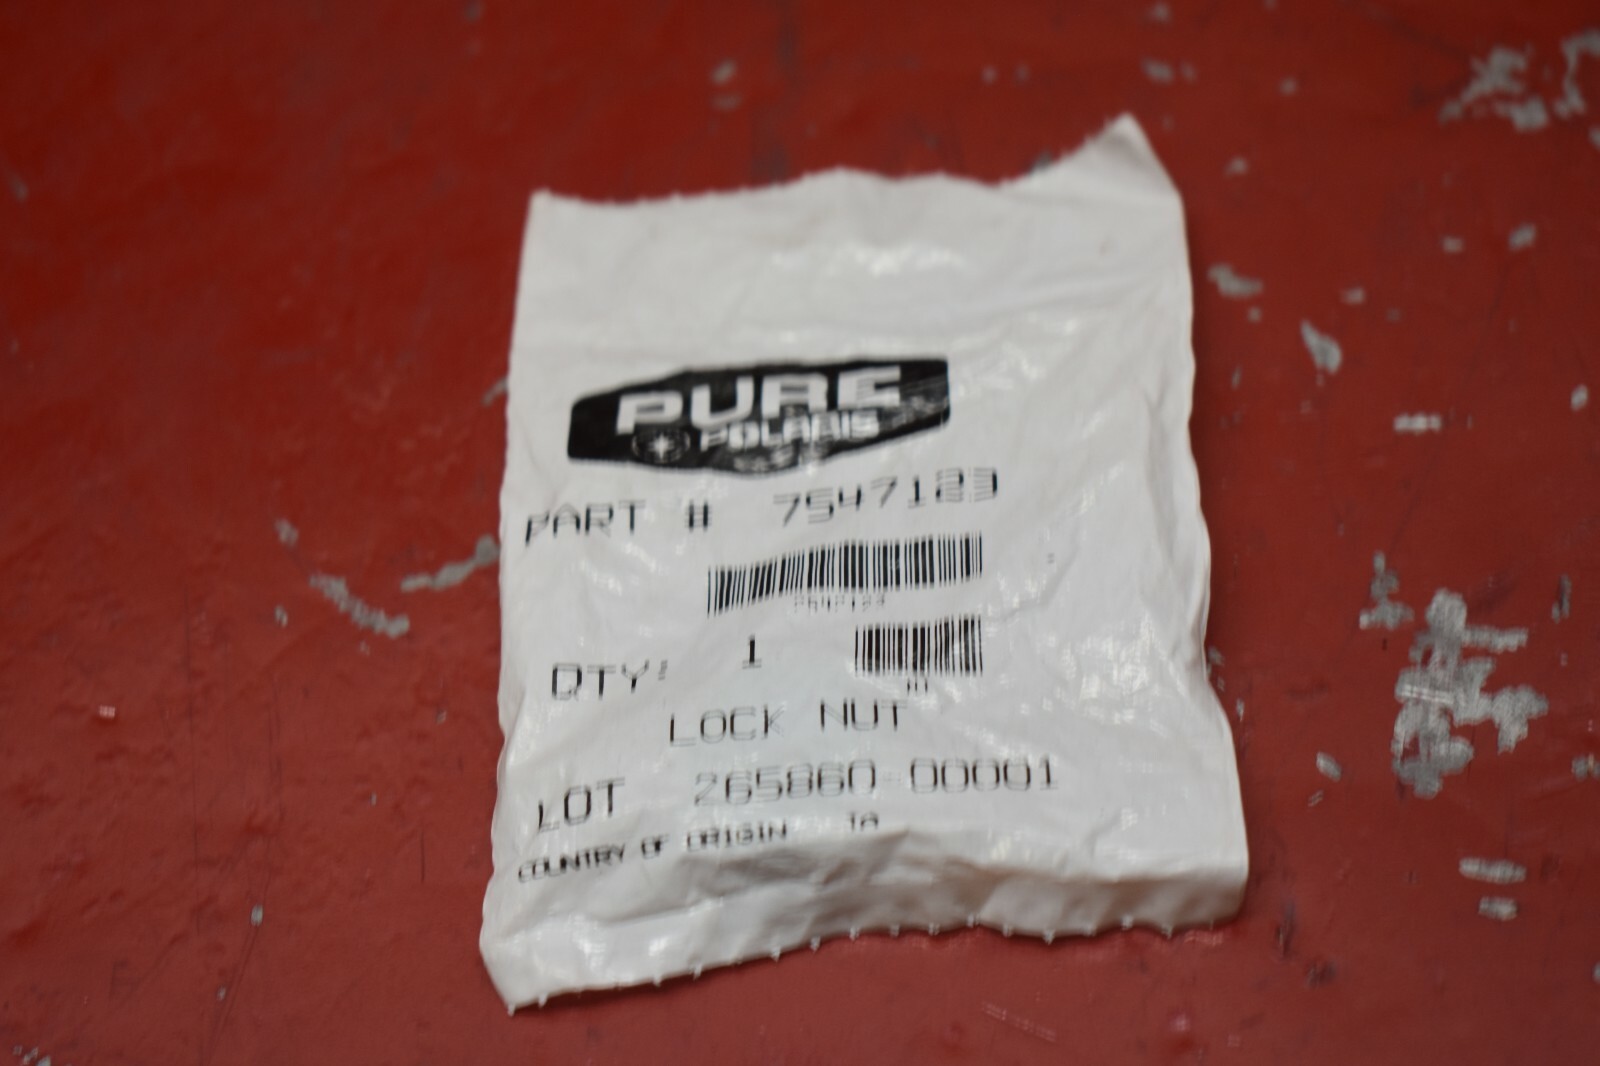 PURE
POLARIS
PART # 7547123
QTY: 1
LOCK NUT
LOT 265860-00001
COUNTRY OF ORIGIN